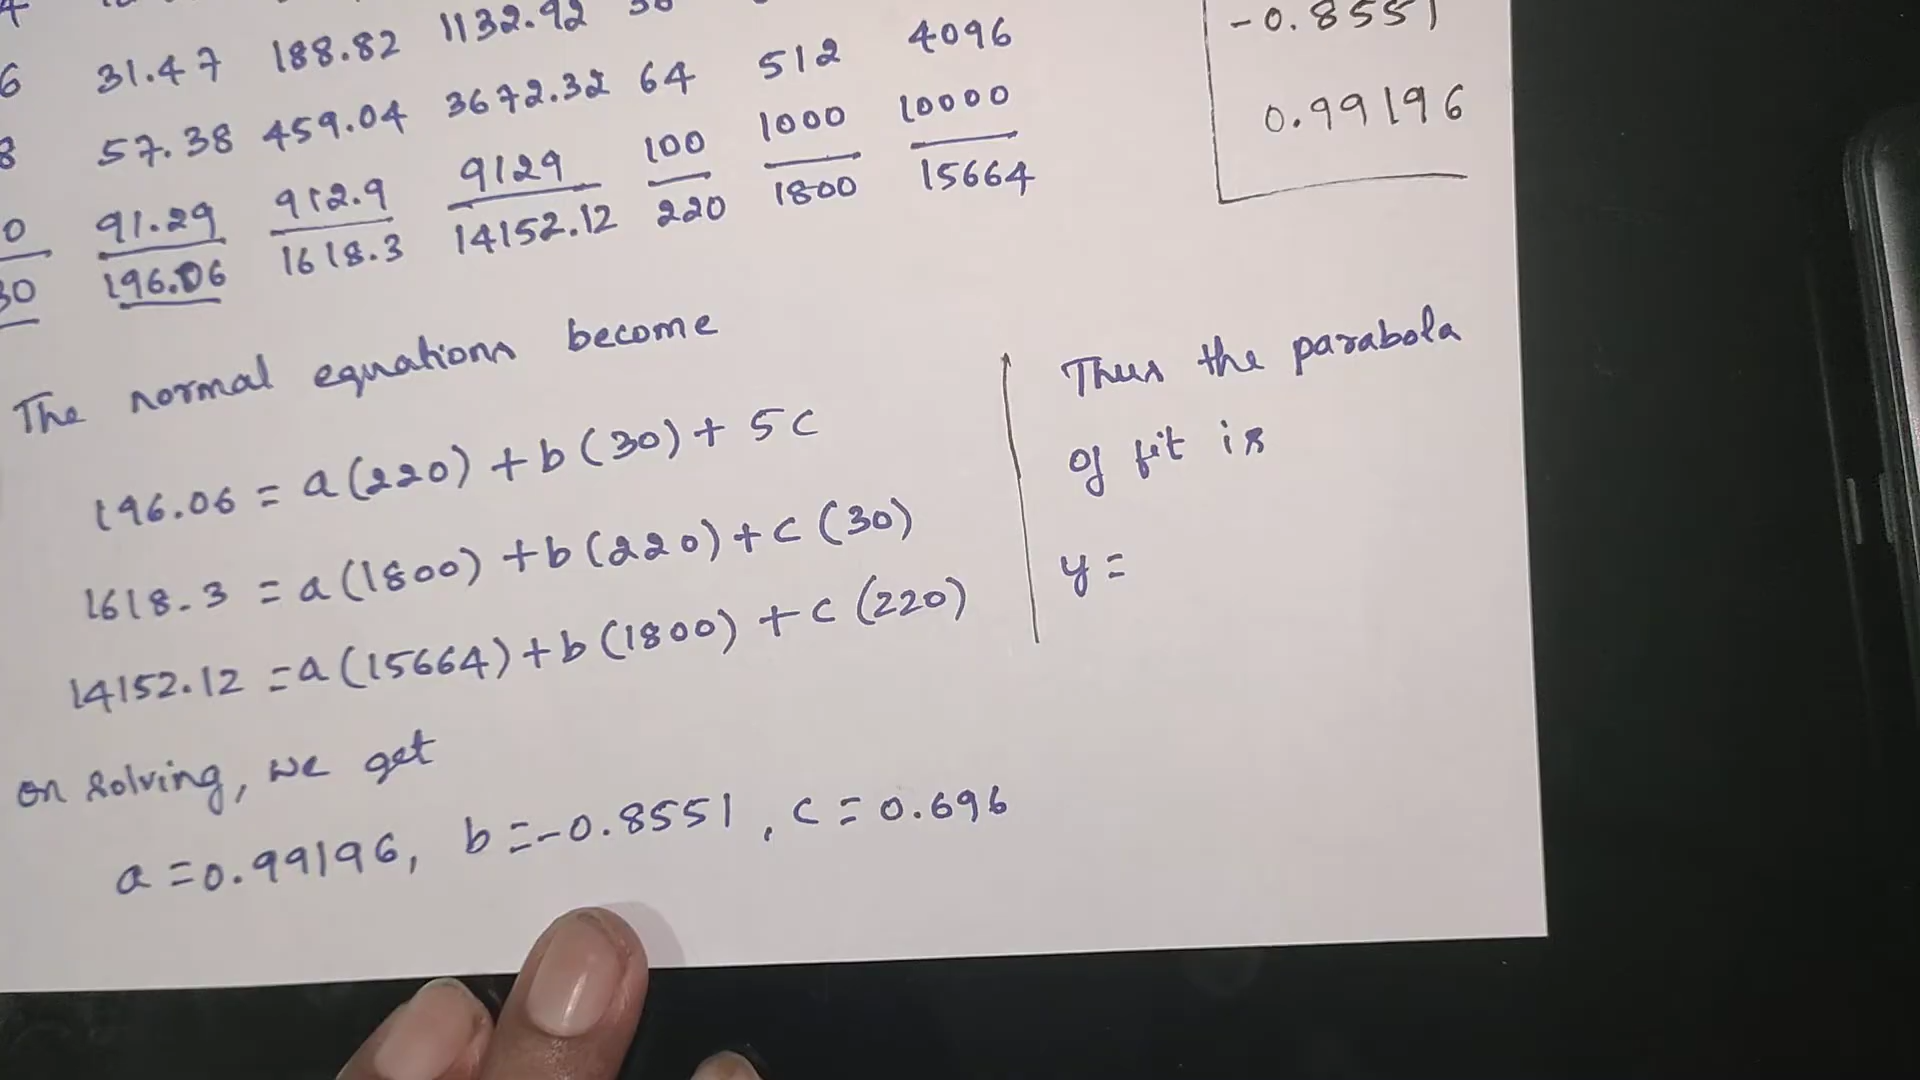 1132.92
6 31.47 188.82
8 57.38 459.04 3672.32 64 512 4096
0 91.29 912.9 9129 100 1000 10000
30 196.06 1618.3 14152.12 220 1800 15664
-0.8551
0.99196
The normal equations become
196.06 = a(220) + b(30) + 5c
1618.3 = a(1800) + b(220) + c(30)
14152.12 = a(15664) + b(1800) + c(220)
on solving, we get
a = 0.99196, b = -0.8551, c = 0.696
Thus the parabola
of fit is
y =